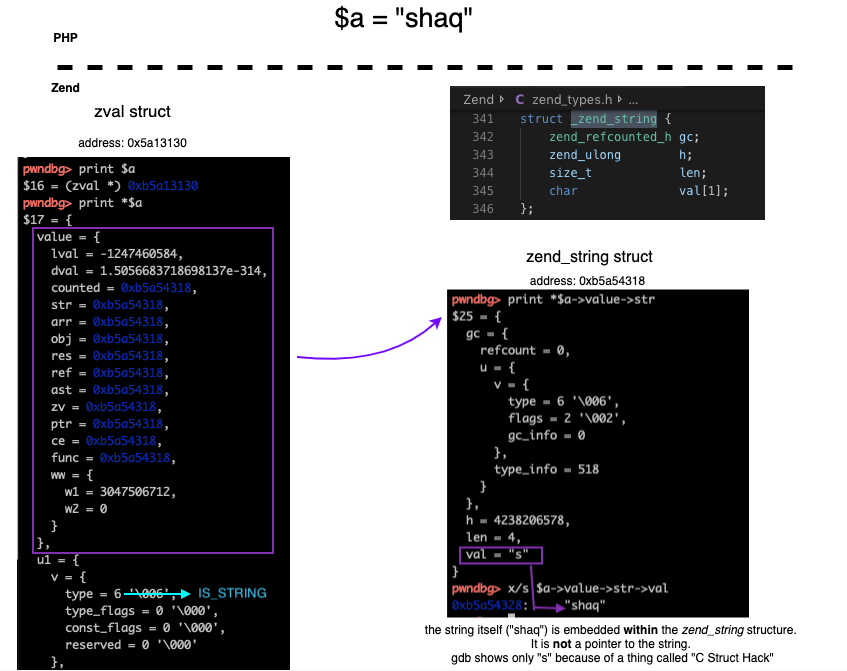 $a = "shaq"
PHP
Zend
zval struct
address: 0x5a13130
pwndbg> print $a
$16 = (zval *) 0xb5a13130
pwndbg> print *$a
$17 = {
value = {
lval = -1247460584,
dval = 1.5056683718698137e-314,
counted = 0xb5a54318,
str = 0xb5a54318,
arr = 0xb5a54318,
obj = 0xb5a54318,
res = 0xb5a54318,
ref = 0xb5a54318,
ast = 0xb5a54318,
zv = 0xb5a54318,
ptr = 0xb5a54318,
ce = 0xb5a54318,
func = 0xb5a54318,
ww = {
w1 = 3047506712,
w2 = 0
}
},
u1 = {
v = {
type = 6 '\006', IS_STRING
type_flags = 0 '\000',
const_flags = 0 '\000',
reserved = 0 '\000'
},
Zend C zend_types.h ...
341 struct _zend_string {
342 zend_refcounted_h gc;
343 zend_ulong h;
344 size_t len;
345 char val[1];
346 };
zend_string struct
address: 0xb5a54318
pwndbg> print *$a->value->str
$25 = {
gc = {
refcount = 0,
u = {
v = {
type = 6 '\006',
flags = 2 '\002',
gc_info = 0
},
type_info = 518
}
},
h = 4238206578,
len = 4,
val = "s"
}
pwndbg> x/s $a->value->str->val
0xb5a54328: "shaq"
the string itself ("shaq") is embedded within the zend_string structure.
It is not a pointer to the string.
gdb shows only "s" because of a thing called "C Struct Hack"